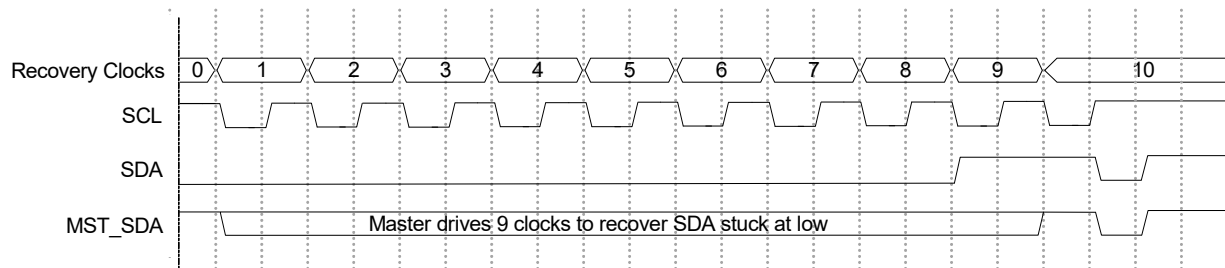 Recovery Clocks 0 1 2 3 4 5 6 7 8 9 10
SCL
SDA
MST_SDA Master drives 9 clocks to recover SDA stuck at low